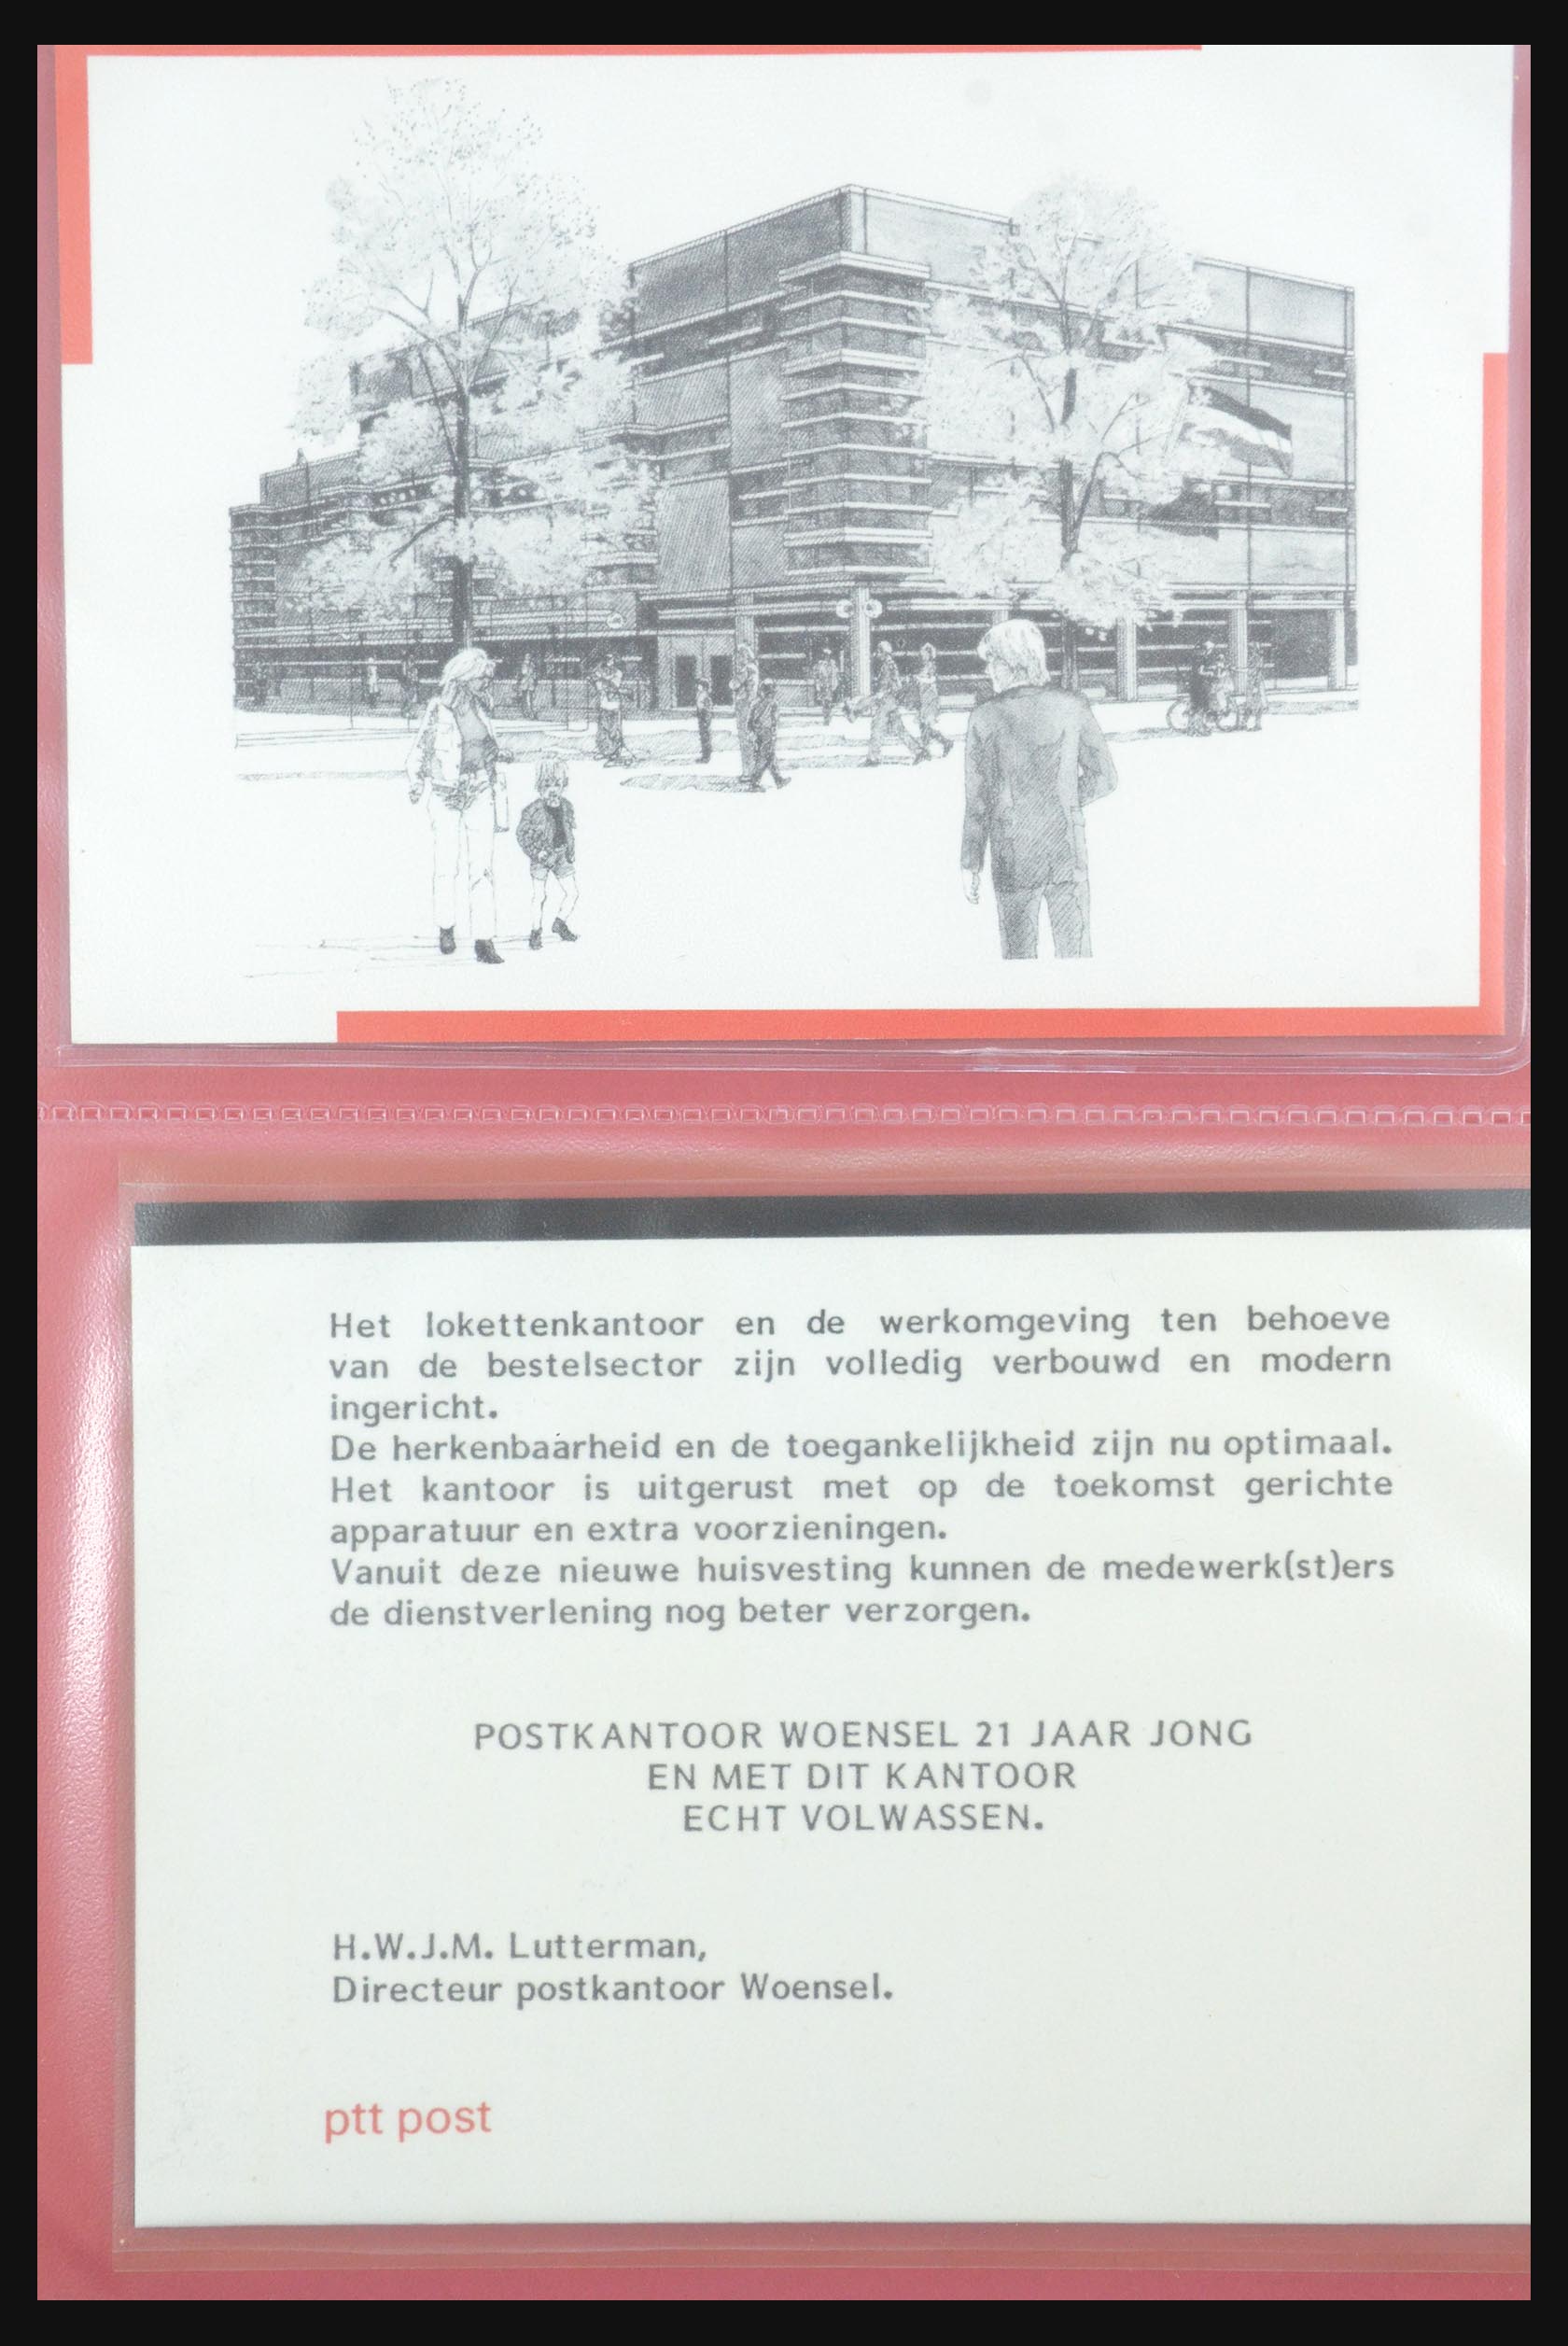 Het lokettenkantoor en de werkomgeving ten behoeve
van de bestelsector zijn volledig verbouwd en modern
ingericht.
De herkenbaarheid en de toegankelijkheid zijn nu optimaal.
Het kantoor is uitgerust met op de toekomst gerichte
apparatuur en extra voorzieningen.
Vanuit deze nieuwe huisvesting kunnen de medewerk(st)ers
de dienstverlening nog beter verzorgen.
POSTKANTOOR WOENSEL 21 JAAR JONG
EN MET DIT KANTOOR
ECHT VOLWASSEN.
H.W.J.M. Lutterman,
Directeur postkantoor Woensel.
ptt post